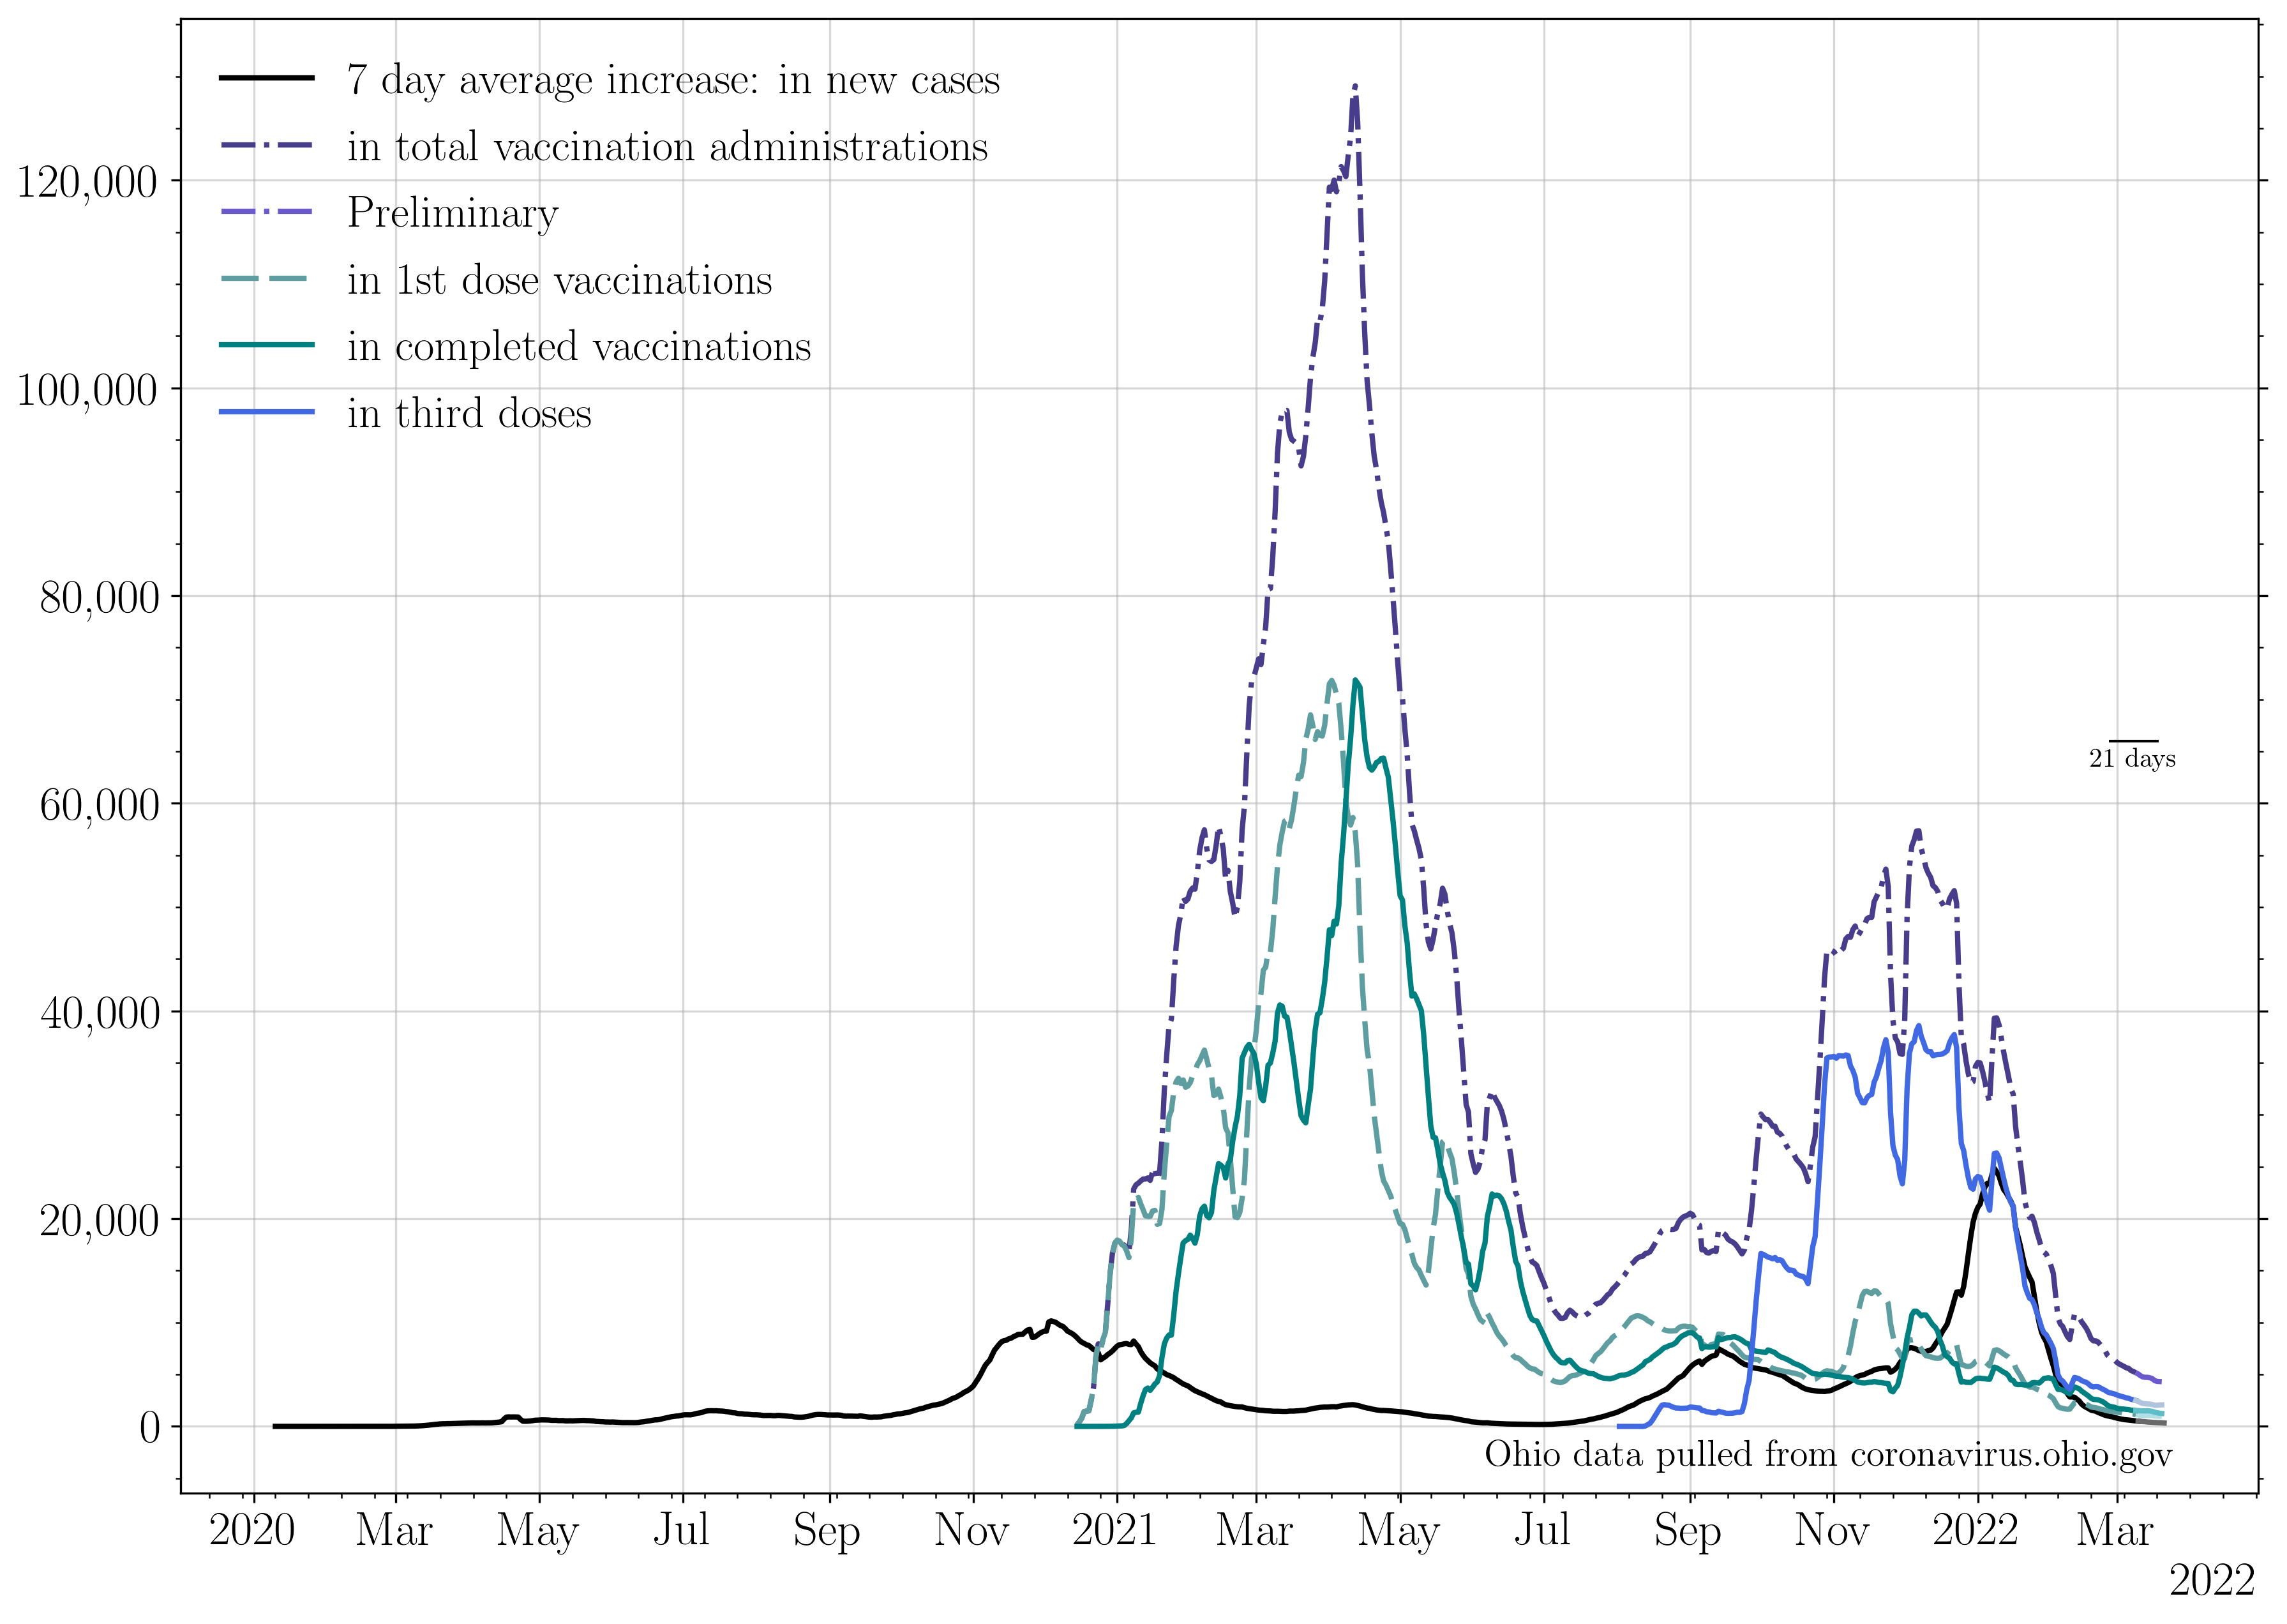 7 day average increase: in new cases
in total vaccination administrations
Preliminary
in 1st dose vaccinations
in completed vaccinations
in third doses
120,000
100,000
80,000
60,000
40,000
20,000
0
21 days
Ohio data pulled from coronavirus.ohio.gov
2020 Mar May Jul Sep Nov 2021 Mar May Jul Sep Nov 2022 Mar
2022